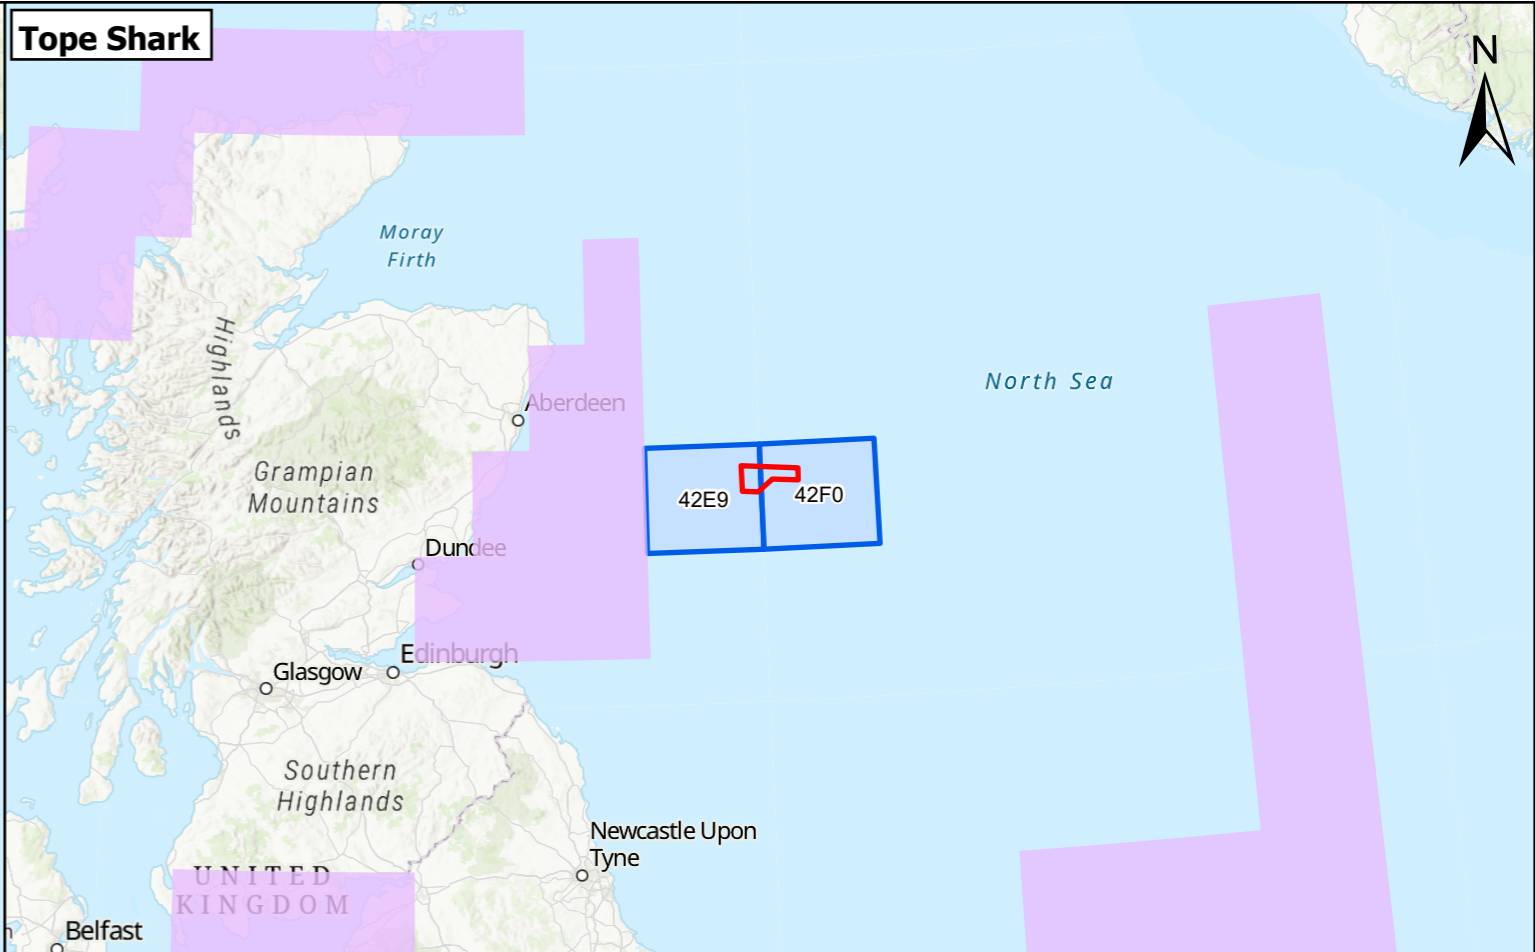 Tope Shark
N
Moray
Firth
Highlands
North Sea
Aberdeen
Grampian
Mountains
42E9
42F0
Dundee
Edinburgh
Glasgow
Southern
Highlands
Newcastle Upon
Tyne
UNITED
KINGDOM
Belfast